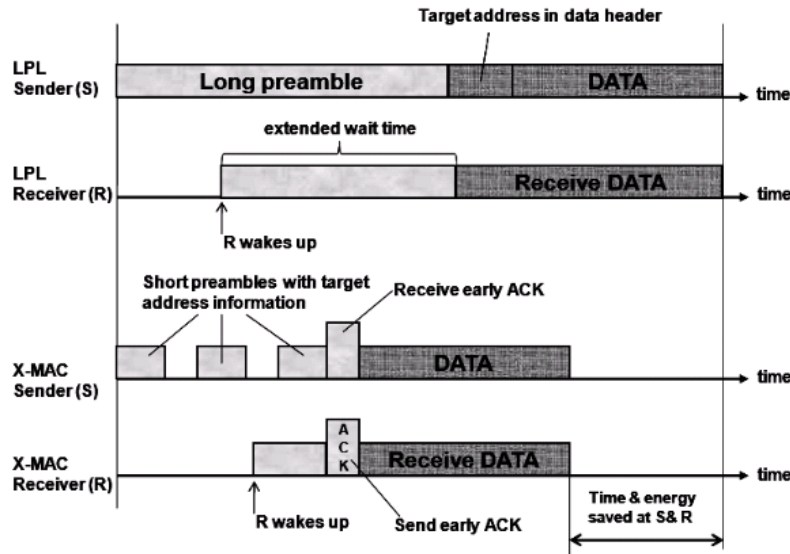 Target address in data header
LPL
Sender (S)
Long preamble
DATA
time
extended wait time
LPL
Receiver (R)
Receive DATA
time
R wakes up
Short preambles with target
address information
Receive early ACK
X-MAC
Sender (S)
DATA
time
X-MAC
Receiver (R)
A
C
K
Receive DATA
time
R wakes up
Send early ACK
Time & energy
saved at S& R